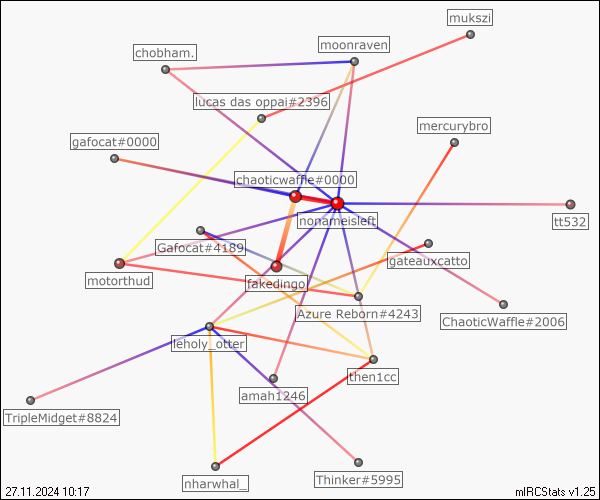 mukszi
moonraven
chobham.
lucas das oppai#2396
mercurybro
gafocat#0000
chaoticwaffle#0000
nonameisleft
tt532
Gafocat#4189
gateauxcatto
motorthud
fakedingo
Azure Reborn#4243
ChaoticWaffle#2006
leholy_otter
then1cc
amah1246
TripleMidget#8824
Thinker#5995
nharwhal_
27.11.2024 10:17
mIRCStats v1.25